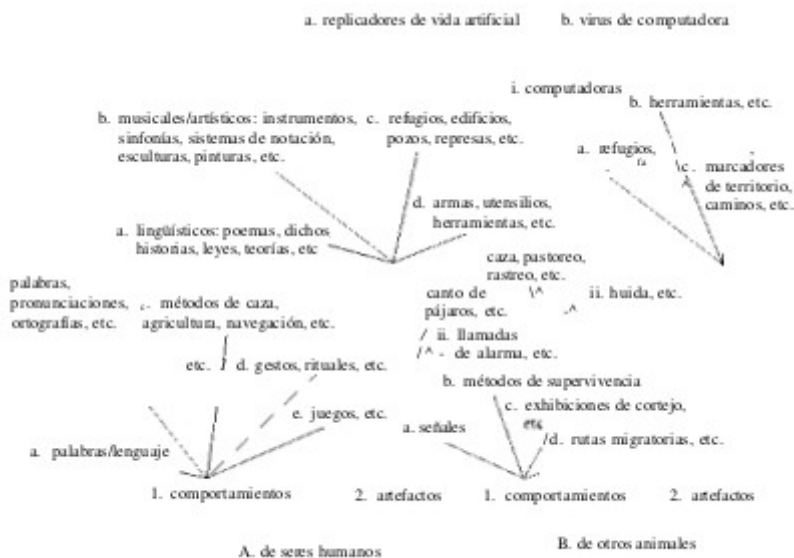 a. replicadores de vida artificial b. virus de computadora
i. computadoras
b. herramientas, etc.
b. musicales/artísticos: instrumentos,
sinfonías, sistemas de notación,
esculturas, pinturas, etc.
c. refugios, edificios,
pozos, represas, etc.
a. refugios,
c. marcadores
de territorio,
caminos, etc.
d. armas, utensilios,
herramientas, etc.
a. lingüísticos: poemas, dichos
historias, leyes, teorías, etc
caza, pastoreo,
rastreo, etc.
palabras,
pronunciaciones,
ortografías, etc.
c. métodos de caza,
agricultura, navegación, etc.
canto de
pájaros, etc.
ii. huida, etc.
ii. llamadas
de alarma, etc.
etc.
d. gestos, rituales, etc.
b. métodos de supervivencia
e. juegos, etc.
c. exhibiciones de cortejo,
etc.
a. señales
d. rutas migratorias, etc.
a. palabras/lenguaje
1. comportamientos 2. artefactos 1. comportamientos 2. artefactos
A. de seres humanos B. de otros animales